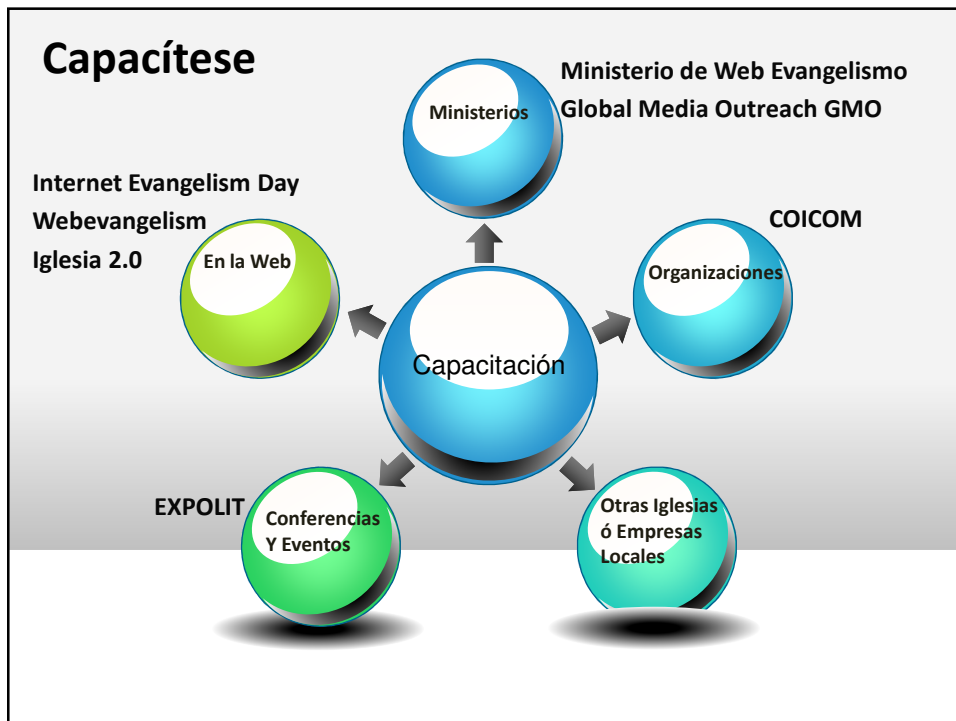 Capacítese
Ministerio de Web Evangelismo
Global Media Outreach GMO
Ministerios
Internet Evangelism Day
Webevangelism
Iglesia 2.0
En la Web
COICOM
Organizaciones
Capacitación
EXPOLIT
Conferencias
Y Eventos
Otras Iglesias
ó Empresas
Locales